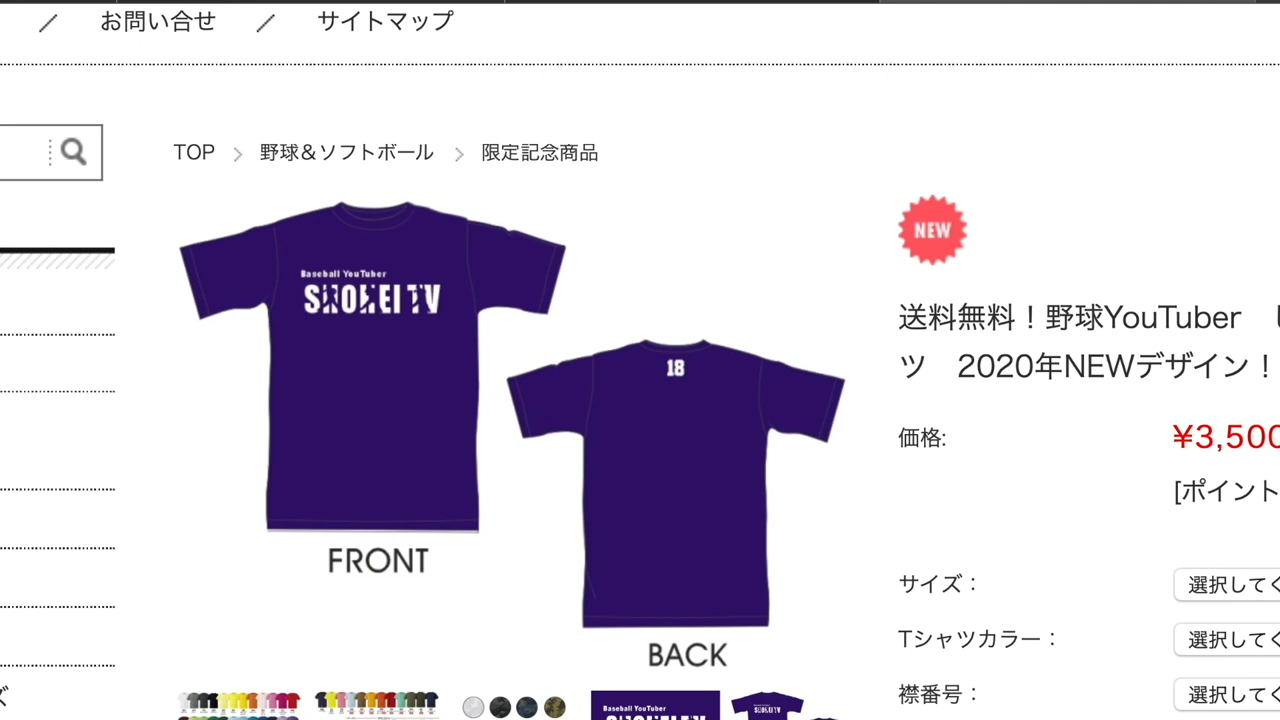 お問い合せ
サイトマップ
TOP > 野球&ソフトボール > 限定記念商品
NEW
Baseball YouTuber
SHOHEI TV
18
FRONT
BACK
送料無料！野球YouTuber
ツ 2020年NEWデザイン！
価格:
¥3,500
[ポイント
サイズ：
選択してく
Tシャツカラー：
選択してく
襟番号：
選択してく
ズ
Baseball YouTuber